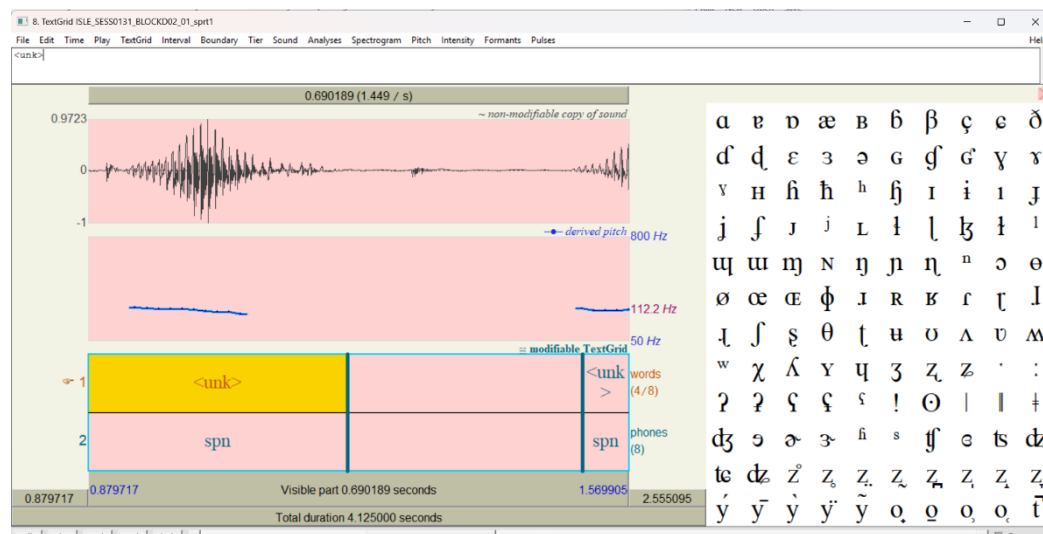 8. TextGrid ISLE_SESS0131_BLOCKD02_01_sprt1
File Edit Time Play TextGrid Interval Boundary Tier Sound Analyses Spectrogram Pitch Intensity Formants Pulses Hel
<unk>
0.690189 (1.449 / s)
~ non-modifiable copy of sound
0.9723
0
-1
derived pitch
800 Hz
112.2 Hz
50 Hz
≃ modifiable TextGrid
☞ 1 <unk> <unk> words (4/8)
2 spn spn phones (8)
0.879717 0.879717 Visible part 0.690189 seconds 1.569905 2.555095
Total duration 4.125000 seconds
ɑ ɐ ɒ æ ʙ ɓ β ç ɕ ð
ɗ ɖ ɛ ɜ ə ɢ ɠ ʛ ɣ ɤ
ˠ ʜ ɦ ħ ʰ ɧ ɪ ɨ ı ɟ
ʝ ʄ ᴊ ʲ ʟ ɫ ɭ ɮ ɬ ˡ
ɰ ɯ ɱ ɴ ŋ ɲ ɳ ⁿ ɔ ɵ
ø œ ɶ ɸ ɹ ʀ ʁ ɾ ɽ ɺ
ɻ ʃ ʂ θ ʈ ʉ ʊ ʌ ʋ ʍ
ʷ χ ʎ ʏ ɥ ʒ ʐ ʑ
ʔ ʡ ʕ ʢ ˤ ! ʘ ǀ ǁ ǂ